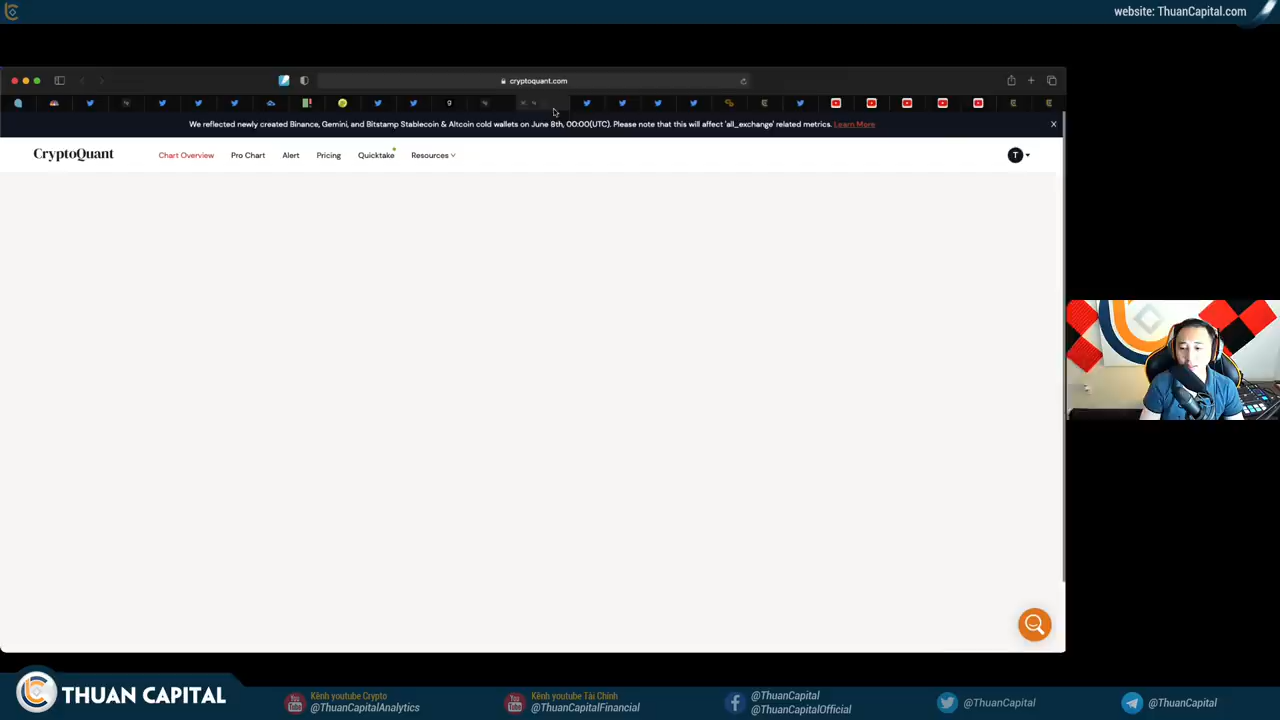 website: ThuanCapital.com
cryptoquant.com
We reflected newly created Binance, Gemini, and Bitstamp Stablecoin & Altcoin cold wallets on June 8th, 00:00(UTC). Please note that this will affect 'all_exchange' related metrics. Learn More
CryptoQuant
Chart Overview
Pro Chart
Alert
Pricing
Quicktake
Resources
T
THUAN CAPITAL
Kênh youtube Crypto
@ThuanCapitalAnalytics
Kênh youtube Tài Chính
@ThuanCapitalFinancial
@ThuanCapital
@ThuanCapitalOfficial
@ThuanCapital
@ThuanCapital